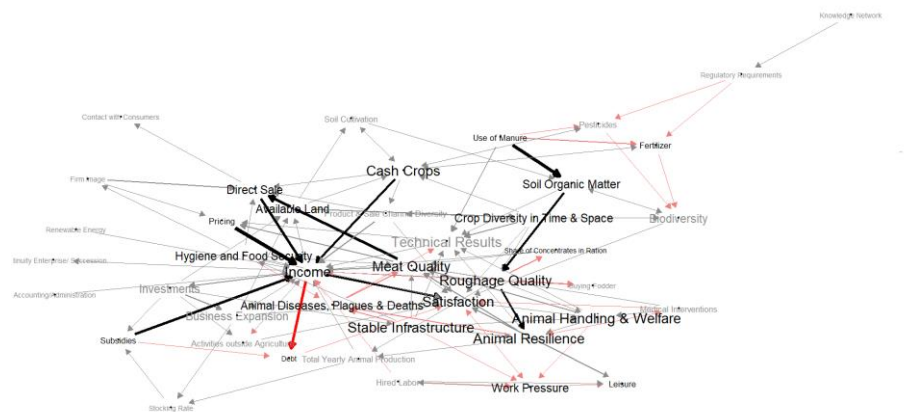 Knowledge Network
Regulatory Requirements
Contact with Consumers
Soil Cultivation
Pesticides
Use of Manure
Fertilizer
Cash Crops
Firm Image
Direct Sale
Soil Organic Matter
Available Land
Product & Sale Channel Diversity
Crop Diversity in Time & Space
Biodiversity
Pricing
Renewable Energy
Technical Results
Share of Concentrates in Ration
Hygiene and Food Security
Income
Meat Quality
Roughage Quality
Accounting/Administration
Investments
Satisfaction
Animal Diseases, Plagues & Deaths
Medical Interventions
Business Expansion
Stable Infrastructure
Animal Handling & Welfare
Subsidies
Activities outside Agriculture
Animal Resilience
Debt
Total Yearly Animal Production
Hired Labor
Work Pressure
Leisure
Stocking Rate